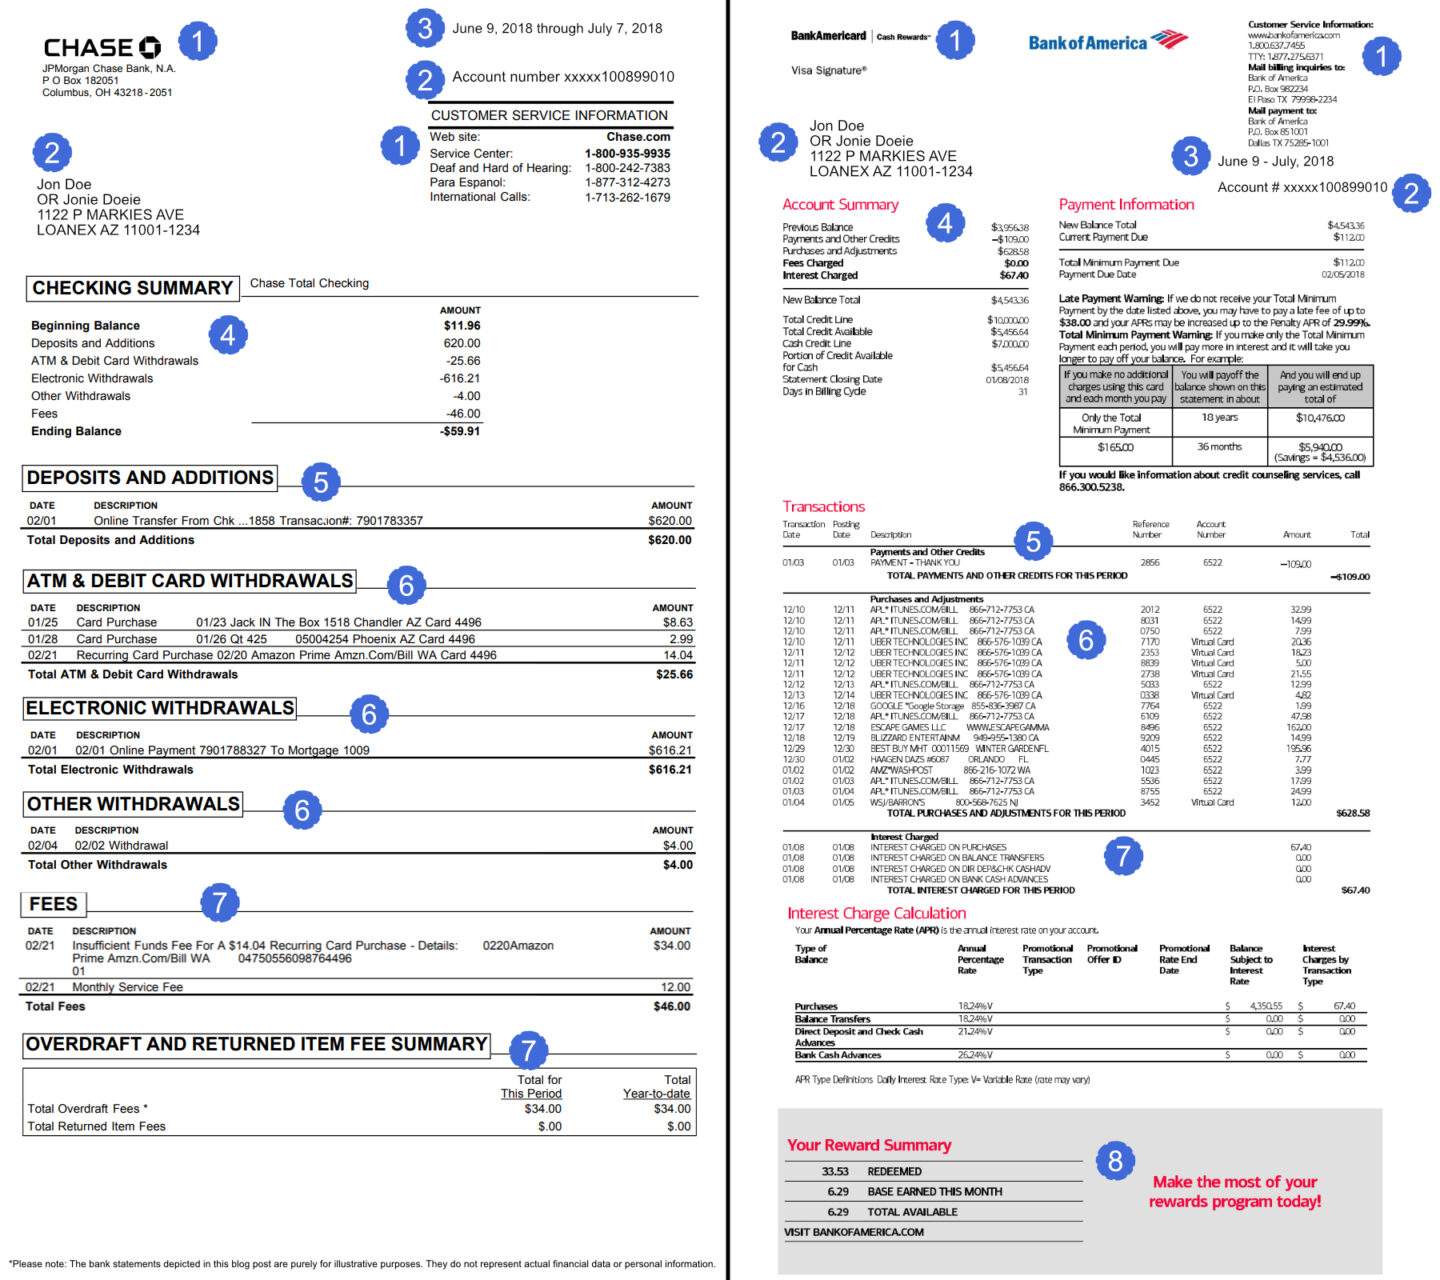 CHASE
1
JPMorgan Chase Bank, N.A.
P O Box 182051
Columbus, OH 43218-2051
3
June 9, 2018 through July 7, 2018
2
Account number xxxxx100899010
CUSTOMER SERVICE INFORMATION
1
Web site: Chase.com
Service Center: 1-800-935-9935
Deaf and Hard of Hearing: 1-800-242-7383
Para Espanol: 1-877-312-4273
International Calls: 1-713-262-1679
2
Jon Doe
OR Jonie Doeie
1122 P MARKIES AVE
LOANEX AZ 11001-1234
CHECKING SUMMARY Chase Total Checking
4
AMOUNT
Beginning Balance $11.96
Deposits and Additions 620.00
ATM & Debit Card Withdrawals -25.66
Electronic Withdrawals -616.21
Other Withdrawals -4.00
Fees -46.00
Ending Balance -$59.91
DEPOSITS AND ADDITIONS 5
DATE DESCRIPTION AMOUNT
02/01 Online Transfer From Chk ...1858 Transaction#: 7901783357 $620.00
Total Deposits and Additions $620.00
ATM & DEBIT CARD WITHDRAWALS 6
DATE DESCRIPTION AMOUNT
01/25 Card Purchase 01/23 Jack IN The Box 1518 Chandler AZ Card 4496 $8.63
01/28 Card Purchase 01/26 Qt 425 05004254 Phoenix AZ Card 4496 2.99
02/21 Recurring Card Purchase 02/20 Amazon Prime Amzn.Com/Bill WA Card 4496 14.04
Total ATM & Debit Card Withdrawals $25.66
ELECTRONIC WITHDRAWALS 6
DATE DESCRIPTION AMOUNT
02/01 02/01 Online Payment 7901788327 To Mortgage 1009 $616.21
Total Electronic Withdrawals $616.21
OTHER WITHDRAWALS 6
DATE DESCRIPTION AMOUNT
02/04 02/02 Withdrawal $4.00
Total Other Withdrawals $4.00
FEES 7
DATE DESCRIPTION AMOUNT
02/21 Insufficient Funds Fee For A $14.04 Recurring Card Purchase - Details: 0220Amazon $34.00
Prime Amzn.Com/Bill WA 04750556098764496
01
02/21 Monthly Service Fee 12.00
Total Fees $46.00
OVERDRAFT AND RETURNED ITEM FEE SUMMARY 7
Total for Total
This Period Year-to-date
Total Overdraft Fees * $34.00 $34.00
Total Returned Item Fees $.00 $.00
*Please note: The bank statements depicted in this blog post are purely for illustrative purposes. They do not represent actual financial data or personal information.
BankAmericard Cash Rewards™
1
Visa Signature®
Bank of America
Customer Service Information:
www.bankofamerica.com
1.800.637.7455
TTY: 1.877.275.6371
Mail billing inquiries to:
Bank of America
P.O. Box 982234
El Paso TX 79998-2234
Mail payment to:
Bank of America
P.O. Box 851001
Dallas TX 75285-1001
1
2
Jon Doe
OR Jonie Doeie
1122 P MARKIES AVE
LOANEX AZ 11001-1234
3
June 9 - July, 2018
Account # xxxxx100899010 2
Account Summary 4
Previous Balance $3,956.38
Payments and Other Credits –$109.00
Purchases and Adjustments $628.58
Fees Charged $0.00
Interest Charged $67.40
New Balance Total $4,543.36
Total Credit Line $10,000.00
Total Credit Available $5,456.64
Cash Credit Line $7,000.00
Portion of Credit Available
for Cash $5,456.64
Statement Closing Date 01/08/2018
Days in Billing Cycle 31
Payment Information
New Balance Total $4,543.36
Current Payment Due $112.00
Total Minimum Payment Due $112.00
Payment Due Date 02/05/2018
Late Payment Warning: If we do not receive your Total Minimum
Payment by the date listed above, you may have to pay a late fee of up to
$38.00 and your APRs may be increased up to the Penalty APR of 29.99%.
Total Minimum Payment Warning: If you make only the Total Minimum
Payment each period, you will pay more in interest and it will take you
longer to pay off your balance. For example:
If you make no additional You will payoff the And you will end up
charges using this card balance shown on this paying an estimated
and each month you pay statement in about total of
Only the Total 18 years $10,476.00
Minimum Payment
$165.00 36 months $5,940.00
(Savings = $4,536.00)
If you would like information about credit counseling services, call
866.300.5238.
Transactions
Transaction Posting Reference Account
Date Date Description Number Number Amount Total
5
Payments and Other Credits
01/03 01/03 PAYMENT - THANK YOU 2856 6522 –109.00
TOTAL PAYMENTS AND OTHER CREDITS FOR THIS PERIOD –$109.00
Purchases and Adjustments
6
12/10 12/11 APL* ITUNES.COM/BILL 866-712-7753 CA 2012 6522 32.99
12/10 12/11 APL* ITUNES.COM/BILL 866-712-7753 CA 8031 6522 14.99
12/10 12/11 APL* ITUNES.COM/BILL 866-712-7753 CA 0750 6522 7.99
12/10 12/11 UBER TECHNOLOGIES INC 866-576-1039 CA 7170 Virtual Card 20.36
12/11 12/12 UBER TECHNOLOGIES INC 866-576-1039 CA 2353 Virtual Card 18.23
12/11 12/12 UBER TECHNOLOGIES INC 866-576-1039 CA 8839 Virtual Card 5.00
12/11 12/12 UBER TECHNOLOGIES INC 866-576-1039 CA 2738 Virtual Card 21.55
12/12 12/13 APL* ITUNES.COM/BILL 866-712-7753 CA 5033 6522 12.99
12/13 12/14 UBER TECHNOLOGIES INC 866-576-1039 CA 0338 Virtual Card 4.82
12/16 12/18 GOOGLE *Google Storage 855-836-3987 CA 7764 6522 1.99
12/17 12/18 APL* ITUNES.COM/BILL 866-712-7753 CA 6109 6522 47.98
12/17 12/18 ESCAPE GAMES LLC WWW.ESCAPEGAMMA 8496 6522 162.00
12/18 12/19 BLIZZARD ENTERTAINM 949-955-1380 CA 9209 6522 14.99
12/29 12/30 BEST BUY MHT 00011569 WINTER GARDENFL 4015 6522 195.96
12/30 01/02 HAAGEN DAZS #6087 ORLANDO FL 0445 6522 7.77
01/02 01/02 AMZ*WASHPOST 866-216-1072 WA 1023 6522 3.99
01/02 01/03 APL* ITUNES.COM/BILL 866-712-7753 CA 5536 6522 17.99
01/03 01/04 APL* ITUNES.COM/BILL 866-712-7753 CA 8755 6522 24.99
01/04 01/05 WSJ/BARRON'S 800-568-7625 NJ 3452 Virtual Card 12.00
TOTAL PURCHASES AND ADJUSTMENTS FOR THIS PERIOD $628.58
Interest Charged
7
01/08 01/08 INTEREST CHARGED ON PURCHASES 67.40
01/08 01/08 INTEREST CHARGED ON BALANCE TRANSFERS 0.00
01/08 01/08 INTEREST CHARGED ON DIR DEP&CHK CASHADV 0.00
01/08 01/08 INTEREST CHARGED ON BANK CASH ADVANCES 0.00
TOTAL INTEREST CHARGED FOR THIS PERIOD $67.40
Interest Charge Calculation
Your Annual Percentage Rate (APR) is the annual interest rate on your account.
Type of Annual Promotional Promotional Promotional Balance Interest
Balance Percentage Transaction Offer ID Rate End Subject to Charges by
Rate Type Date Interest Transaction
Rate Type
Purchases 18.24%V $ 4,350.55 $ 67.40
Balance Transfers 18.24%V $ 0.00 $ 0.00
Direct Deposit and Check Cash 21.24%V $ 0.00 $ 0.00
Advances
Bank Cash Advances 26.24%V $ 0.00 $ 0.00
APR Type Definitions Daily Interest Rate Type: V= Variable Rate (rate may vary)
Your Reward Summary
8
33.53 REDEEMED
6.29 BASE EARNED THIS MONTH
6.29 TOTAL AVAILABLE
VISIT BANKOFAMERICA.COM
Make the most of your
rewards program today!